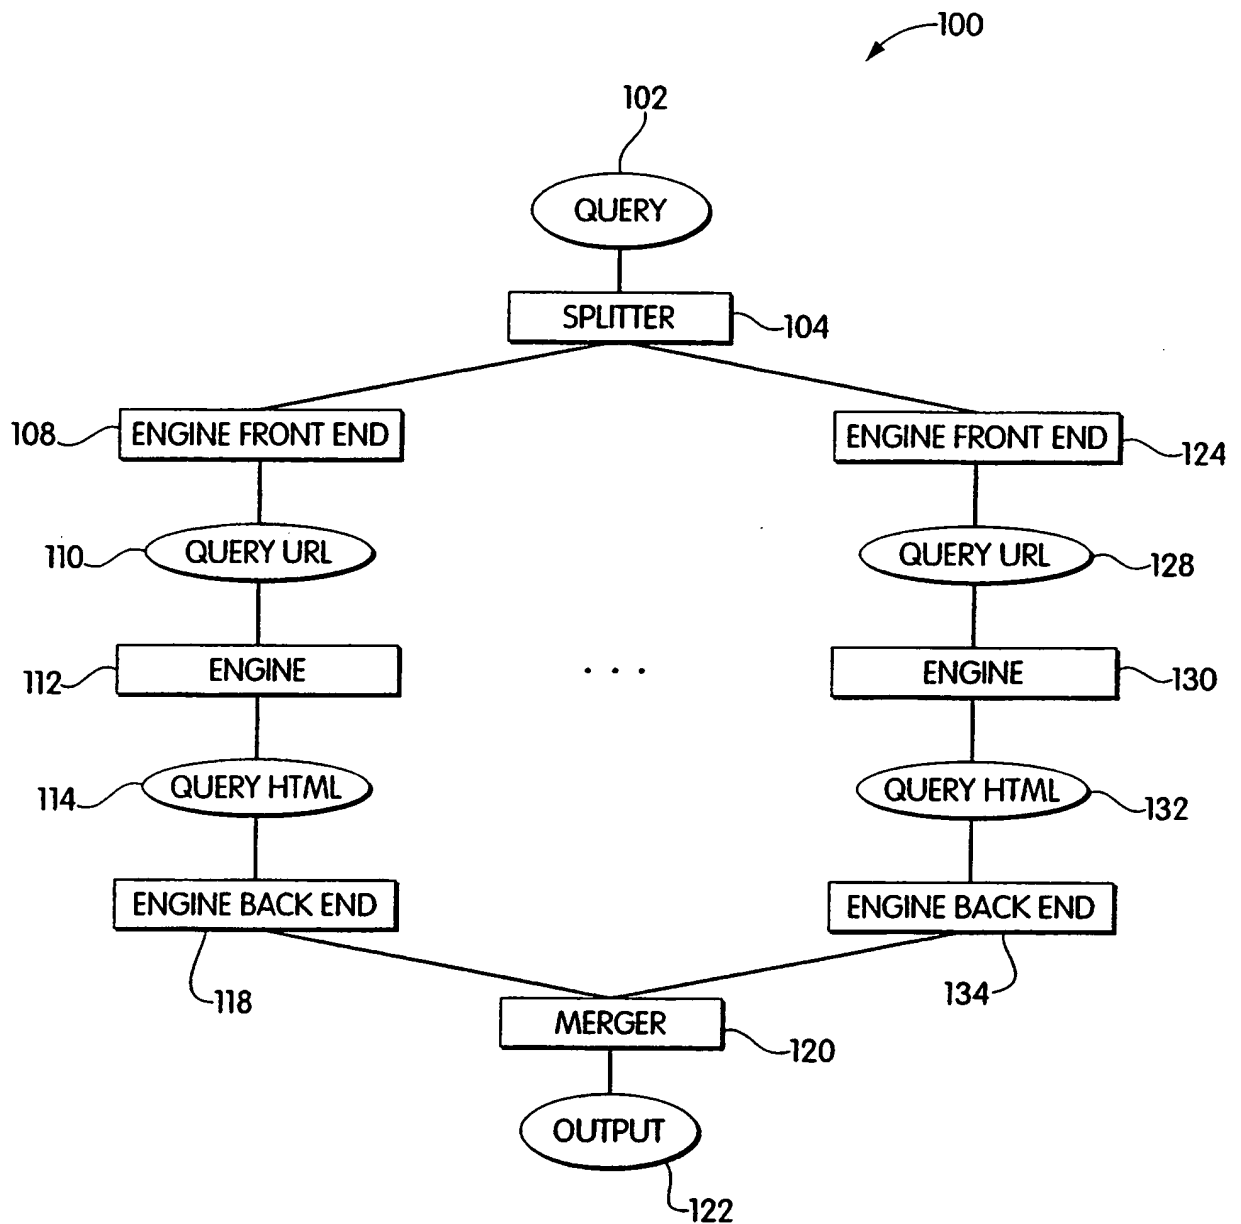 100
102
QUERY
SPLITTER
104
108
ENGINE FRONT END
ENGINE FRONT END
124
110
QUERY URL
QUERY URL
128
112
ENGINE
. . .
ENGINE
130
114
QUERY HTML
QUERY HTML
132
ENGINE BACK END
ENGINE BACK END
118
134
MERGER
120
OUTPUT
122